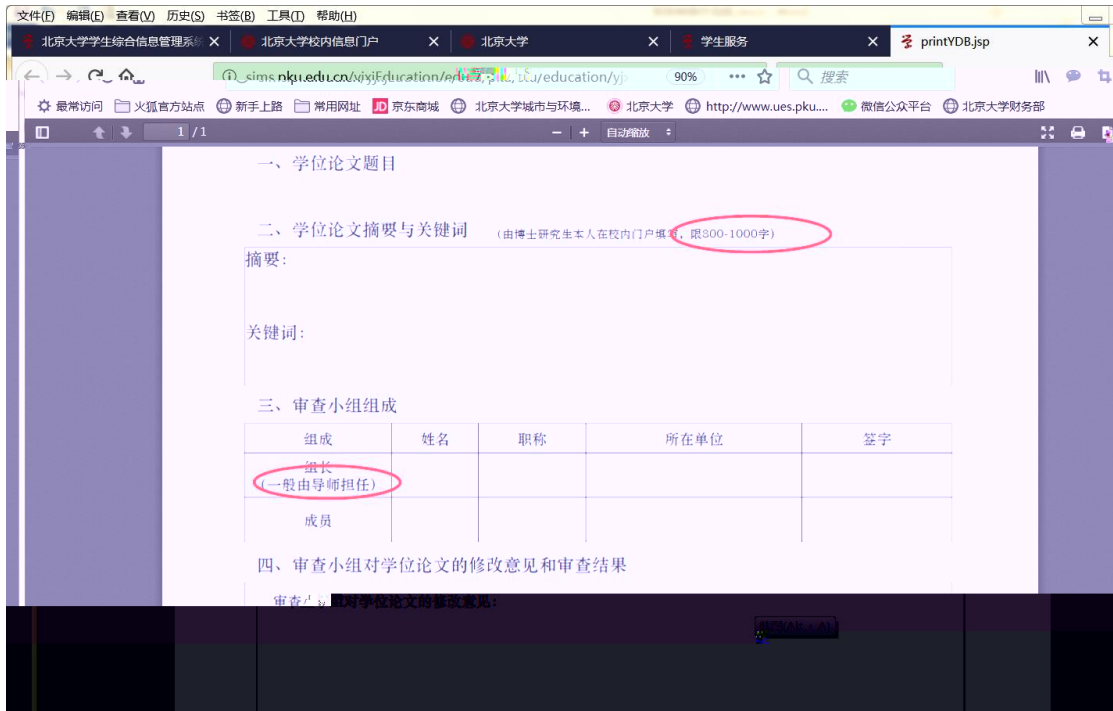 文件(F) 编辑(E) 查看(V) 历史(S) 书签(B) 工具(T) 帮助(H)
北京大学学生综合信息管理系统 × 北京大学校内信息门户 × 北京大学 × 学生服务 × printYDB.jsp ×
90% 搜索
最常访问 火狐官方站点 新手上路 常用网址 JD 京东商城 北京大学城市与环境... 北京大学 http://www.ues.pku.... 微信公众平台 北京大学财务部
1 / 1 — + 自动缩放
一、学位论文题目
二、学位论文摘要与关键词 (由博士研究生本人在校内门户填写，限800-1000字)
摘要:
关键词:
三、审查小组组成
组成 姓名 职称 所在单位 签字
组长
(一般由导师担任)
成员
四、审查小组对学位论文的修改意见和审查结果
审查小组对学位论文的修改意见: